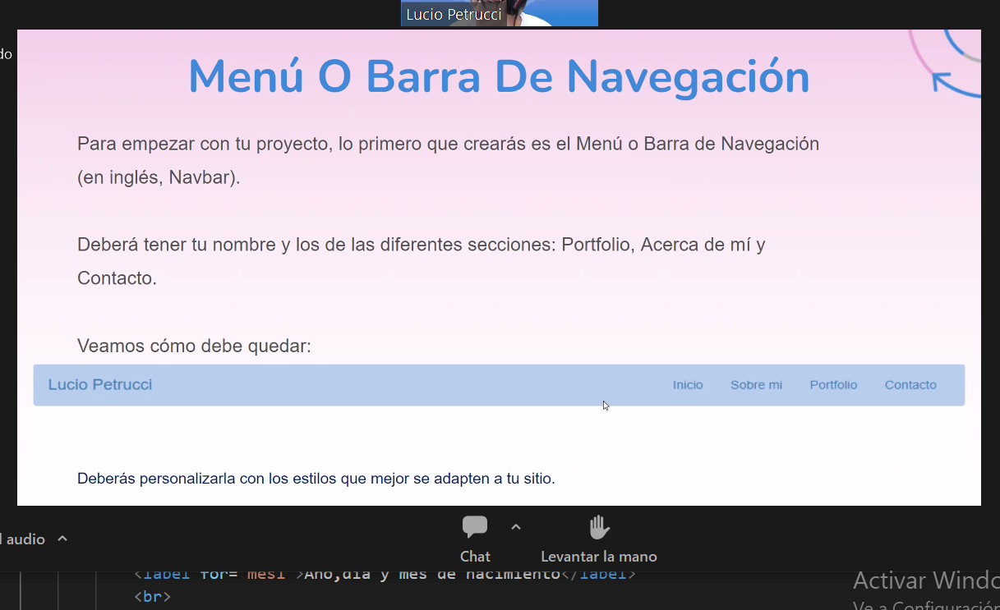 Lucio Petrucci
do
Menú O Barra De Navegación
Para empezar con tu proyecto, lo primero que crearás es el Menú o Barra de Navegación
(en inglés, Navbar).
Deberá tener tu nombre y los de las diferentes secciones: Portfolio, Acerca de mí y
Contacto.
Veamos cómo debe quedar:
Lucio Petrucci Inicio Sobre mi Portfolio Contacto
Deberás personalizarla con los estilos que mejor se adapten a tu sitio.
l audio
Chat
Levantar la mano
<label for="mes1">Año,dia y mes de nacimiento</label>
<br>
Activar Windo
Ve a Configuración